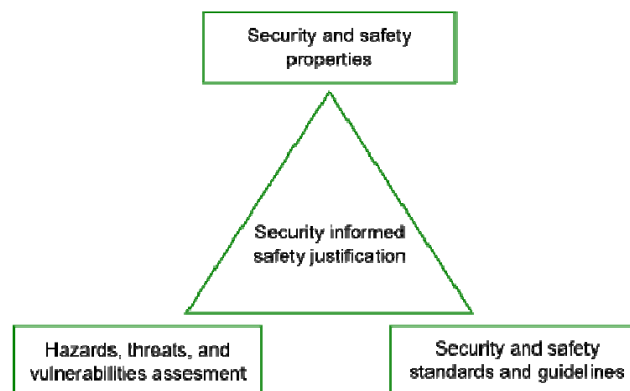 Security and safety
properties
Security informed
safety justification
Hazards, threats, and
vulnerabilities assesment
Security and safety
standards and guidelines